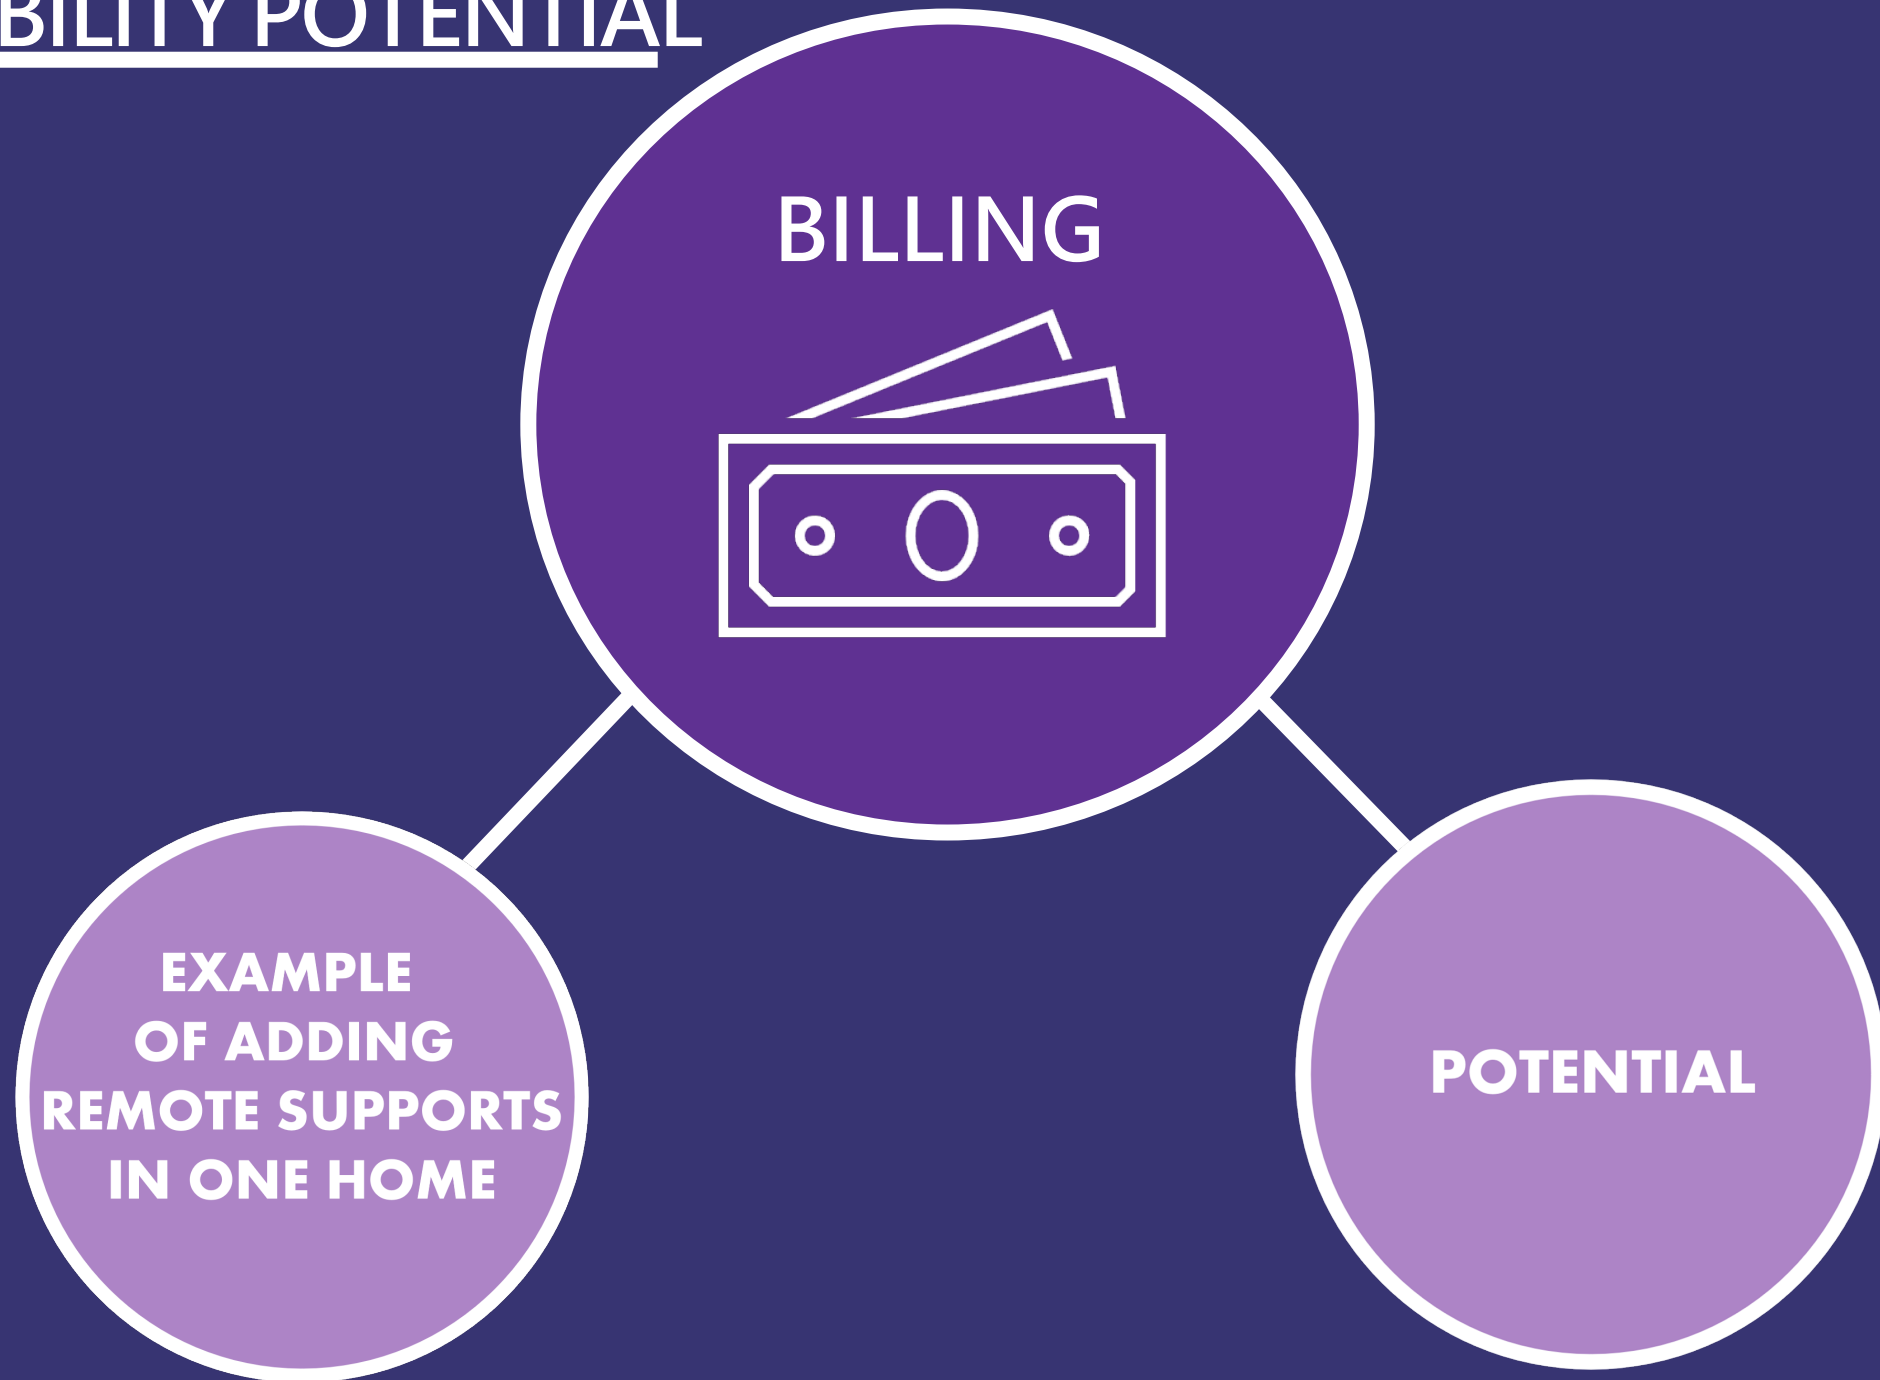 BILITY POTENTIAL
BILLING
EXAMPLE
OF ADDING
REMOTE SUPPORTS
IN ONE HOME
POTENTIAL